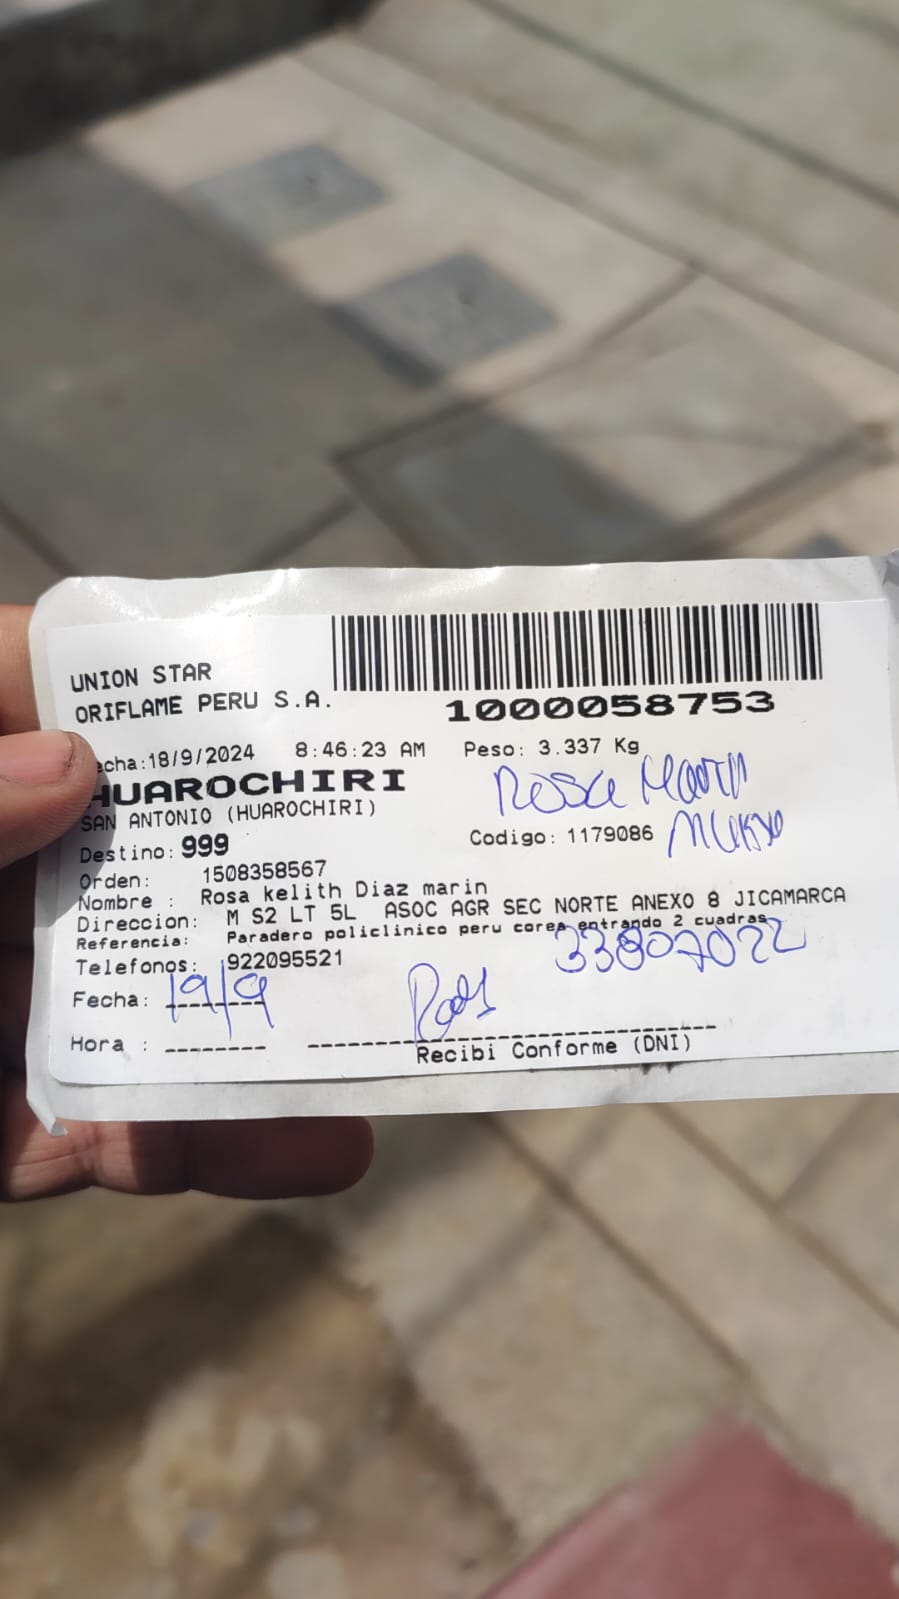 UNION STAR
ORIFLAME PERU S.A.
1000058753
echa:18/9/2024 8:46:23 AM Peso: 3.337 Kg
HUAROCHIRI
Rosa Marin
SAN ANTONIO (HUAROCHIRI)
Destino: 999 Codigo: 1179086
Orden: 1508358567
Nombre : Rosa kelith Diaz marin
Direccion: M S2 LT 5L ASOC AGR SEC NORTE ANEXO 8 JICAMARCA
Referencia: Paradero policlinico peru corea entrando 2 cuadras
Telefonos: 922095521 33807022
Fecha: 19/9
Hora : --------
Recibi Conforme (DNI)